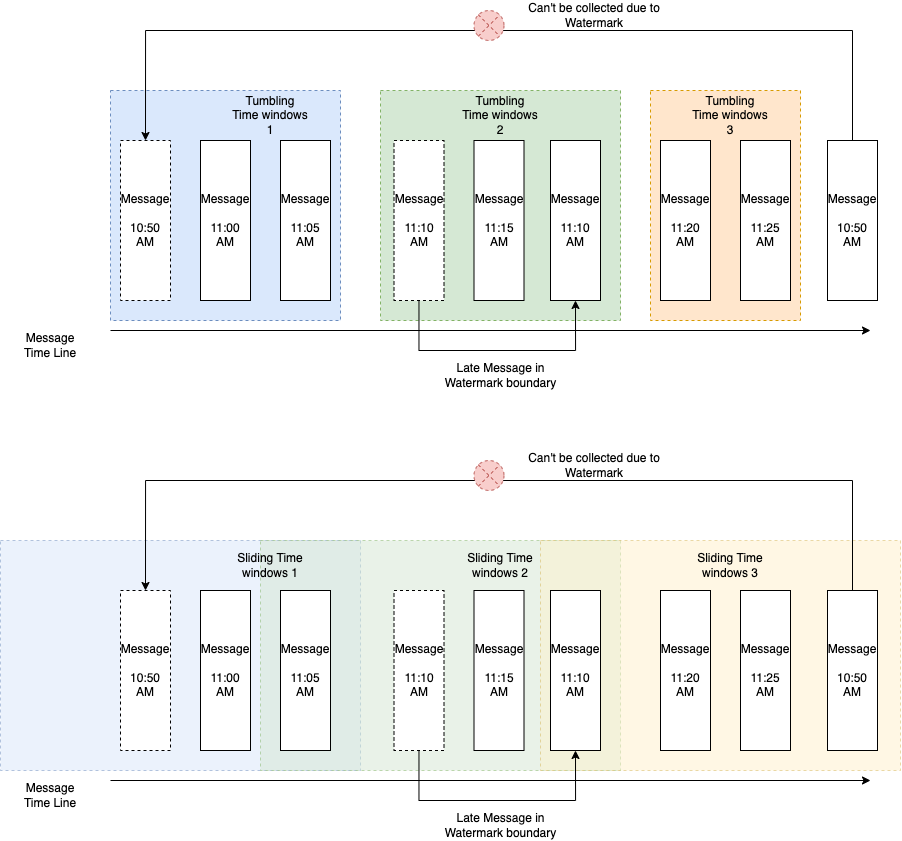 Can't be collected due to
Watermark
Tumbling
Time windows
1
Tumbling
Time windows
2
Tumbling
Time windows
3
Message
10:50
AM
Message
11:00
AM
Message
11:05
AM
Message
11:10
AM
Message
11:15
AM
Message
11:10
AM
Message
11:20
AM
Message
11:25
AM
Message
10:50
AM
Message
Time Line
Late Message in
Watermark boundary
Can't be collected due to
Watermark
Sliding Time
windows 1
Sliding Time
windows 2
Sliding Time
windows 3
Message
10:50
AM
Message
11:00
AM
Message
11:05
AM
Message
11:10
AM
Message
11:15
AM
Message
11:10
AM
Message
11:20
AM
Message
11:25
AM
Message
10:50
AM
Message
Time Line
Late Message in
Watermark boundary